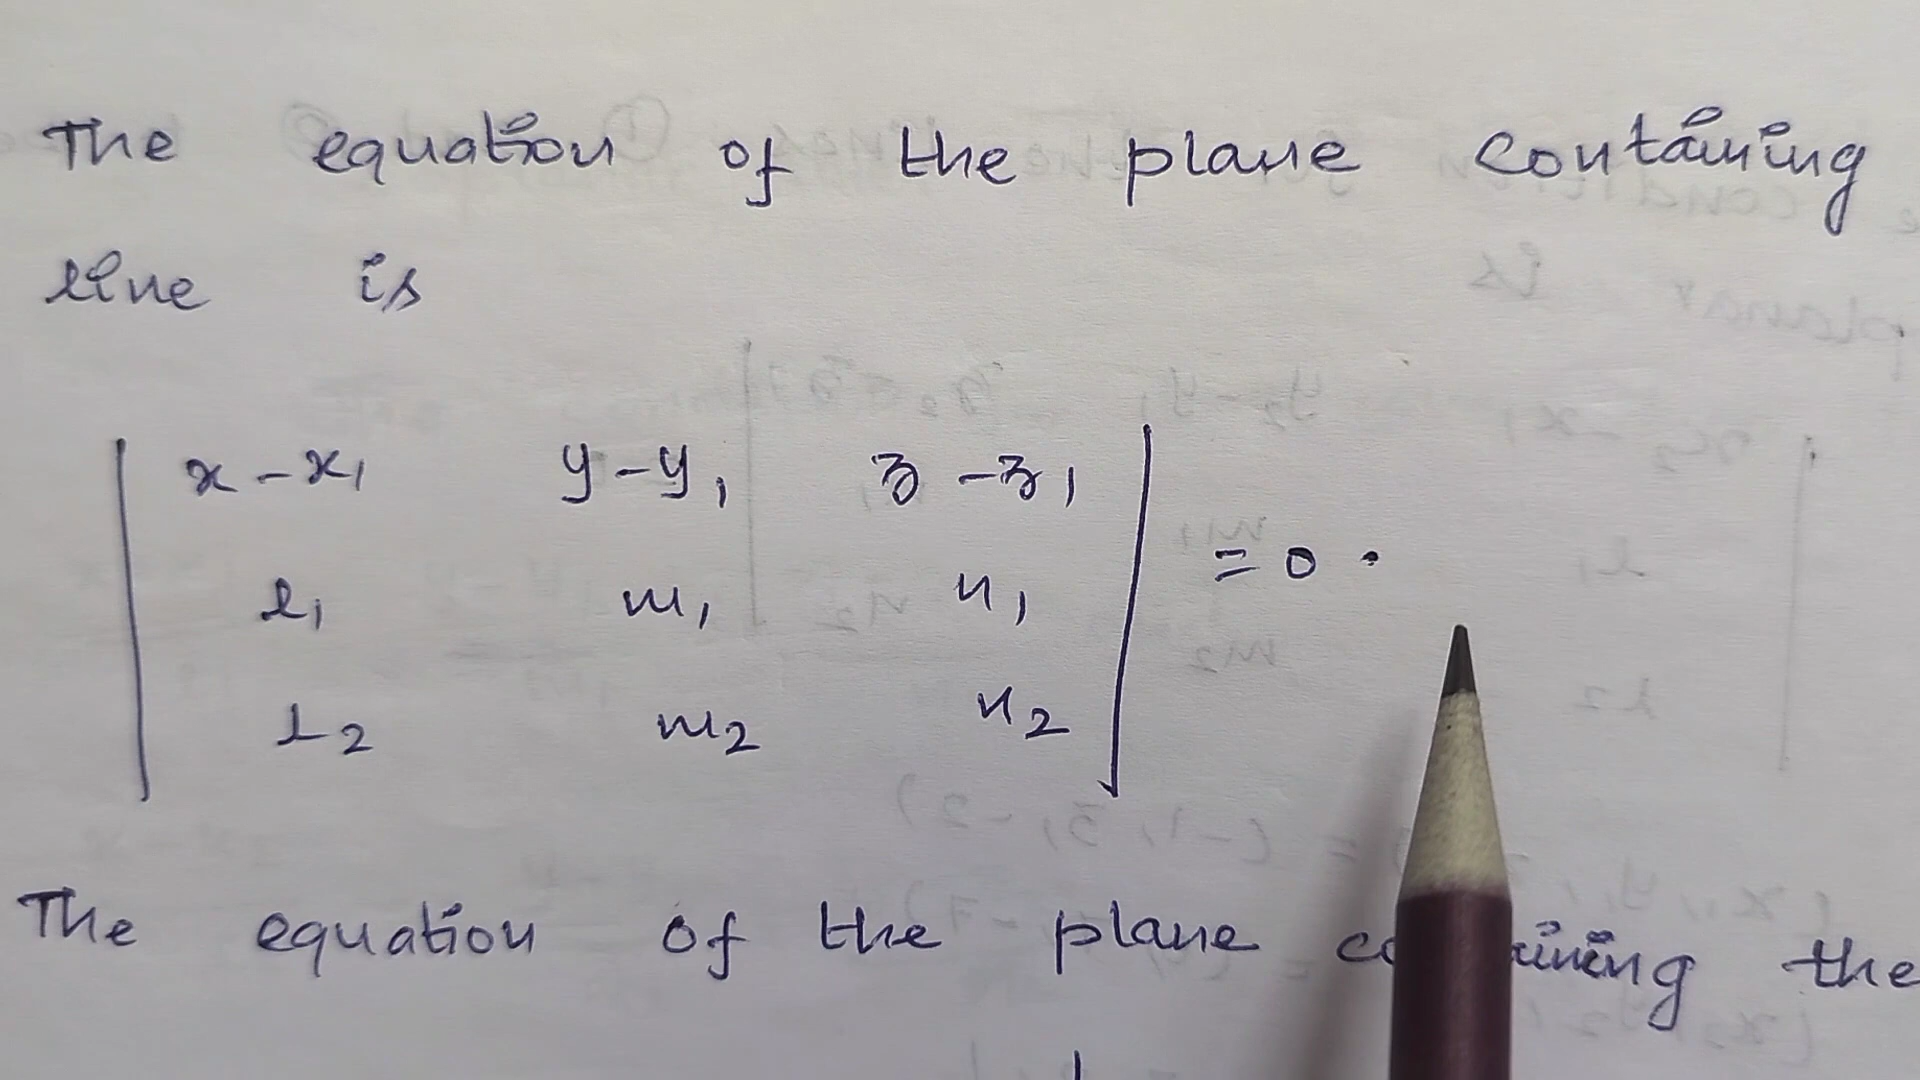 The equation of the plane containing
line is
| x - x₁ y - y₁ z - z₁ |
| l₁ m₁ n₁ | = 0 .
| l₂ m₂ n₂ |
The equation of the plane the